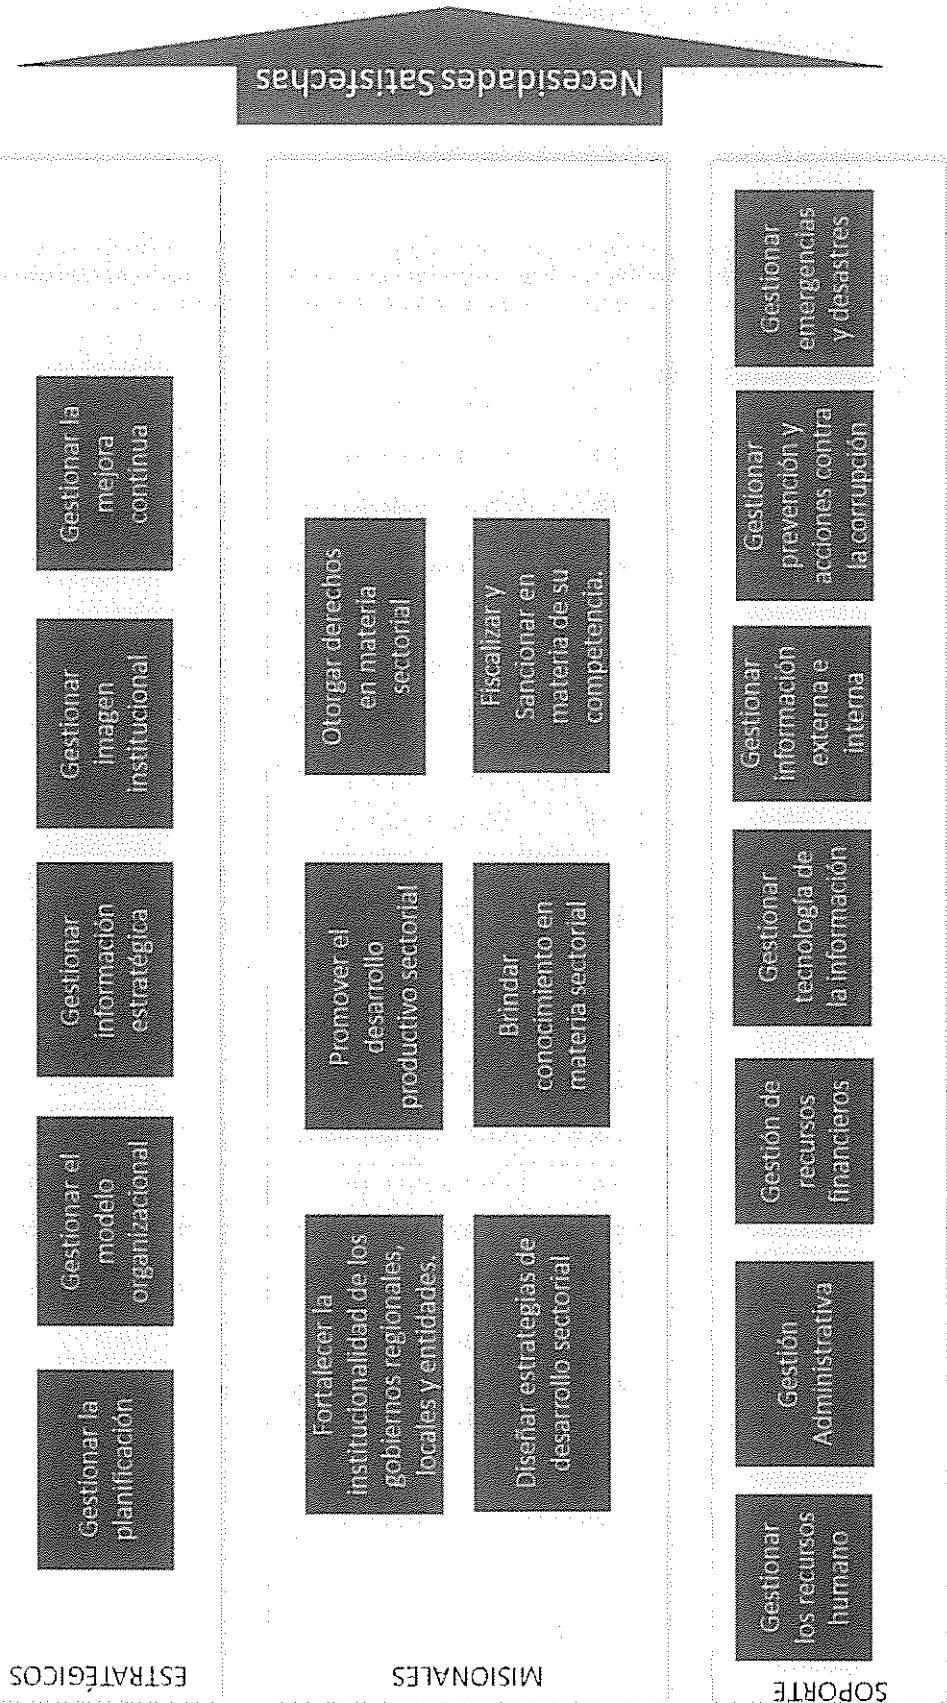 ESTRATÉGICOS
Gestionar la
planificación
Gestionar el
modelo
organizacional
Gestionar
información
estratégica
Gestionar
imagen
institucional
Gestionar la
mejora
continua
MISIONALES
Fortalecer la
institucionalidad de los
gobiernos regionales,
locales y entidades.
Promover el
desarrollo
productivo sectorial
Otorgar derechos
en materia
sectorial
Diseñar estrategias de
desarrollo sectorial
Brindar
conocimiento en
materia sectorial
Fiscalizar y
Sancionar en
materia de su
competencia.
SOPORTE
Gestionar
los recursos
humano
Gestión
Administrativa
Gestión de
recursos
financieros
Gestionar
tecnología de
la información
Gestionar
información
externa e
interna
Gestionar
prevención y
acciones contra
la corrupción
Gestionar
emergencias
y desastres
Necesidades Satisfechas